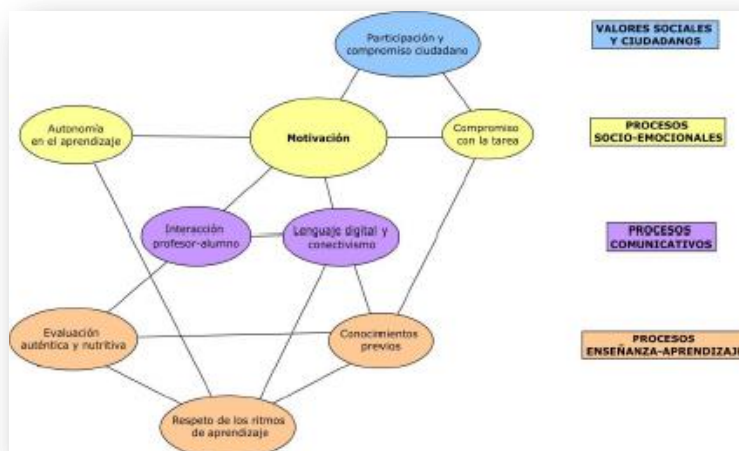 Participación y
compromiso ciudadano
VALORES SOCIALES
Y CIUDADANOS
Autonomía
en el aprendizaje
Motivación
Compromiso
con la tarea
PROCESOS
SOCIO-EMOCIONALES
Interacción
profesor-alumno
Lenguaje digital y
conectivismo
PROCESOS
COMUNICATIVOS
Evaluación
auténtica y nutritiva
Conocimientos
previos
PROCESOS
ENSEÑANZA-APRENDIZAJE
Respeto de los ritmos
de aprendizaje